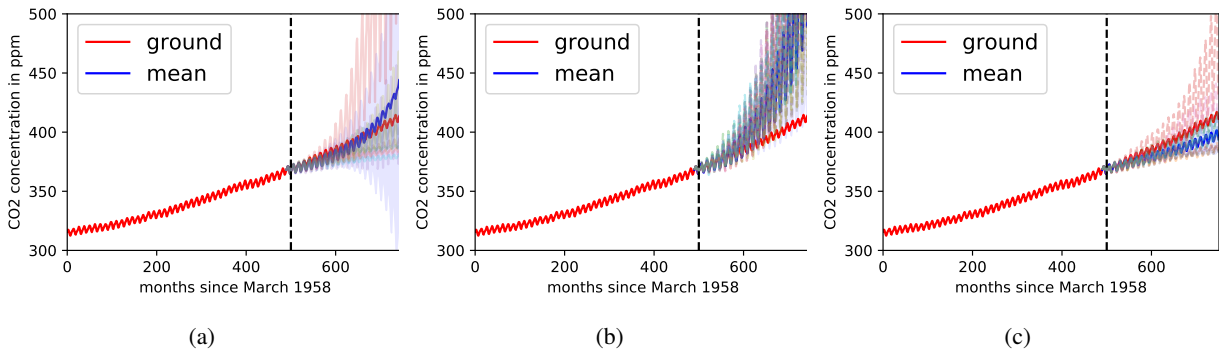 500
450
400
350
300
CO2 concentration in ppm
ground
mean
0 200 400 600
months since March 1958
(a)
500
450
400
350
300
CO2 concentration in ppm
ground
mean
0 200 400 600
months since March 1958
(b)
500
450
400
350
300
CO2 concentration in ppm
ground
mean
0 200 400 600
months since March 1958
(c)